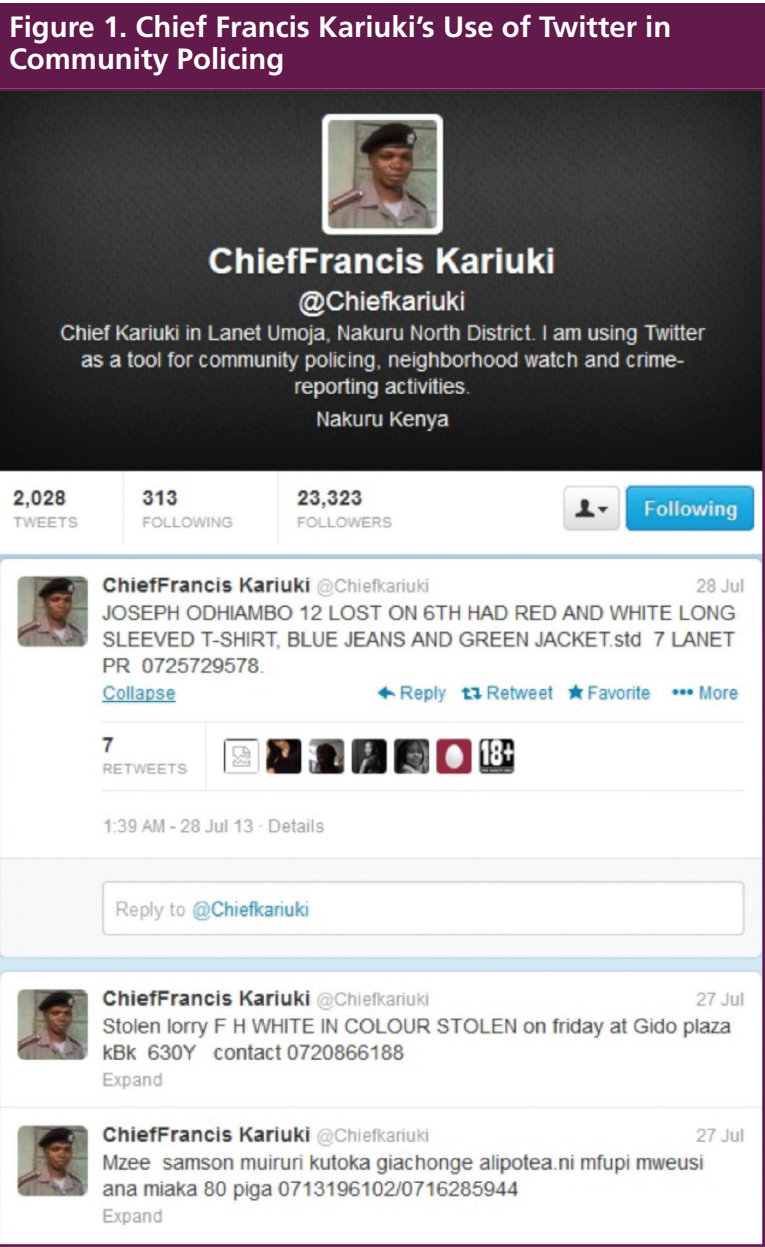 Figure 1. Chief Francis Kariuki's Use of Twitter in
Community Policing
ChiefFrancis Kariuki
@Chiefkariuki
Chief Kariuki in Lanet Umoja, Nakuru North District. I am using Twitter
as a tool for community policing, neighborhood watch and crime-
reporting activities.
Nakuru Kenya
2,028 313 23,323
TWEETS FOLLOWING FOLLOWERS Following
ChiefFrancis Kariuki @Chiefkariuki 28 Jul
JOSEPH ODHIAMBO 12 LOST ON 6TH HAD RED AND WHITE LONG
SLEEVED T-SHIRT, BLUE JEANS AND GREEN JACKET.std 7 LANET
PR 0725729578.
Collapse Reply Retweet Favorite More
7
RETWEETS 18+
1:39 AM - 28 Jul 13 · Details
Reply to @Chiefkariuki
ChiefFrancis Kariuki @Chiefkariuki 27 Jul
Stolen lorry F H WHITE IN COLOUR STOLEN on friday at Gido plaza
kBk 630Y contact 0720866188
Expand
ChiefFrancis Kariuki @Chiefkariuki 27 Jul
Mzee samson muiruri kutoka giachonge alipotea.ni mfupi mweusi
ana miaka 80 piga 0713196102/0716285944
Expand